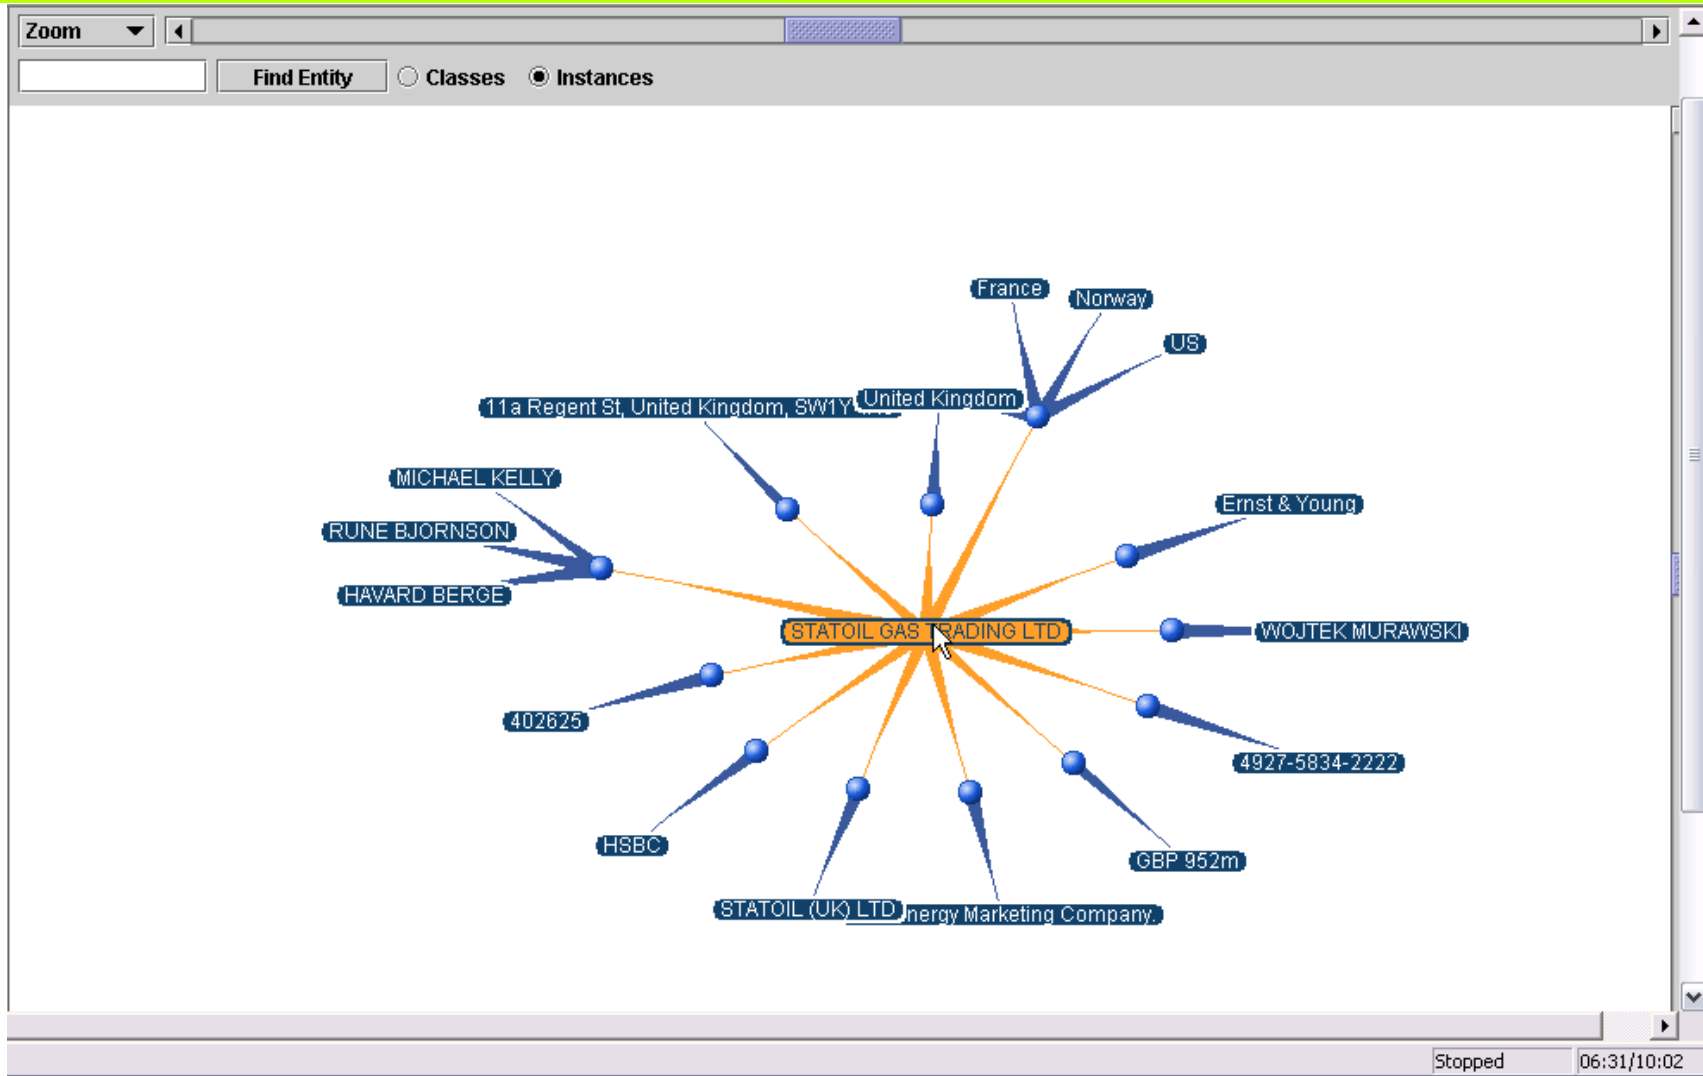 Zoom
Find Entity
Classes
Instances
France
Norway
US
United Kingdom
11a Regent St, United Kingdom, SW1Y
MICHAEL KELLY
RUNE BJORNSON
HAVARD BERGE
Ernst & Young
STATOIL GAS TRADING LTD
WOJTEK MURAWSKI
402625
4927-5834-2222
HSBC
GBP 952m
STATOIL (UK) LTD
nergy Marketing Company.
Stopped
06:31/10:02